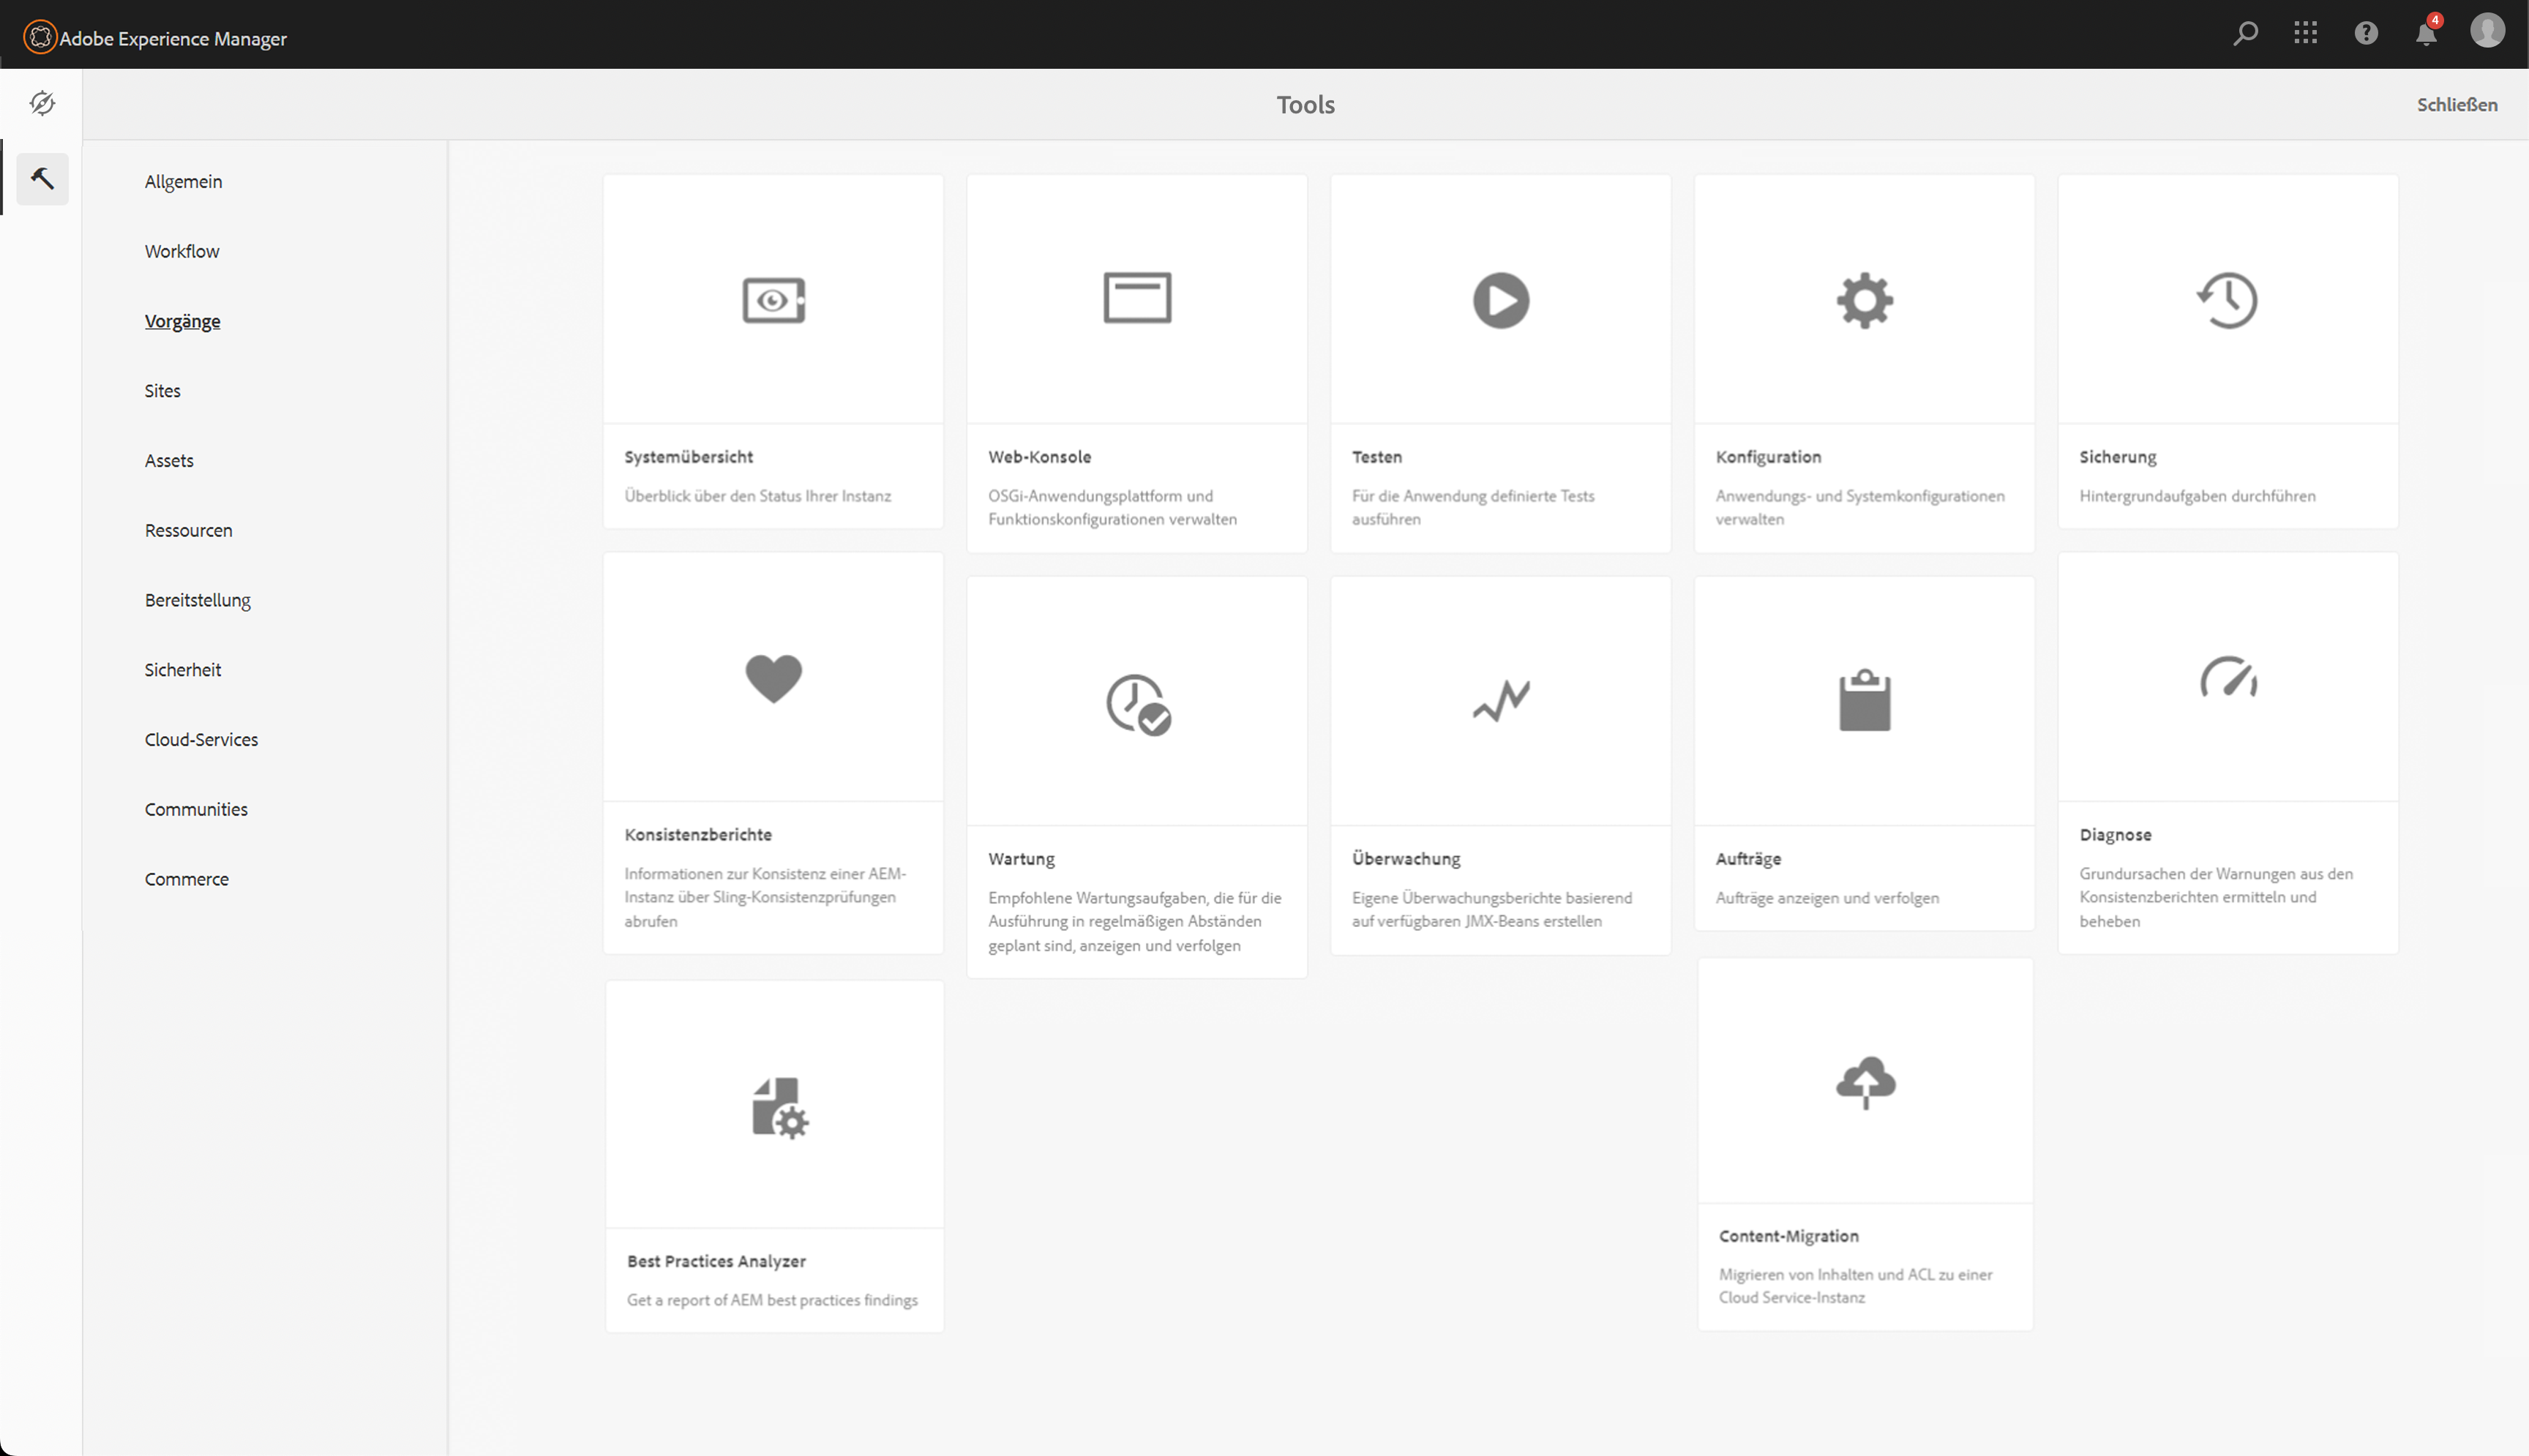 Adobe Experience Manager
4
Tools
Schließen
Allgemein
Workflow
Vorgänge
Sites
Assets
Ressourcen
Bereitstellung
Sicherheit
Cloud-Services
Communities
Commerce
Systemübersicht
Überblick über den Status Ihrer Instanz
Web-Konsole
OSGi-Anwendungsplattform und
Funktionskonfigurationen verwalten
Testen
Für die Anwendung definierte Tests
ausführen
Konfiguration
Anwendungs- und Systemkonfigurationen
verwalten
Sicherung
Hintergrundaufgaben durchführen
Konsistenzberichte
Informationen zur Konsistenz einer AEM-
Instanz über Sling-Konsistenzprüfungen
abrufen
Wartung
Empfohlene Wartungsaufgaben, die für die
Ausführung in regelmäßigen Abständen
geplant sind, anzeigen und verfolgen
Überwachung
Eigene Überwachungsberichte basierend
auf verfügbaren JMX-Beans erstellen
Aufträge
Aufträge anzeigen und verfolgen
Diagnose
Grundursachen der Warnungen aus den
Konsistenzberichten ermitteln und
beheben
Best Practices Analyzer
Get a report of AEM best practices findings
Content-Migration
Migrieren von Inhalten und ACL zu einer
Cloud Service-Instanz